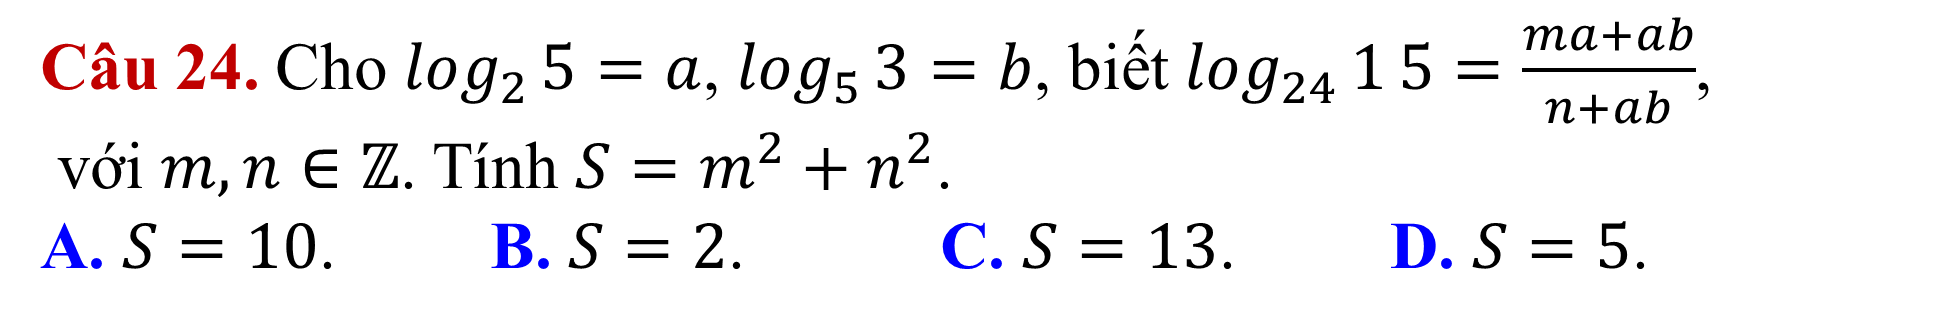 Câu 24. Cho log₂ 5 = a, log₅ 3 = b, biết log₂₄ 1 5 = \frac{ma+ab}{n+ab},
với m, n ∈ ℤ. Tính S = m² + n².
A. S = 10. B. S = 2. C. S = 13. D. S = 5.